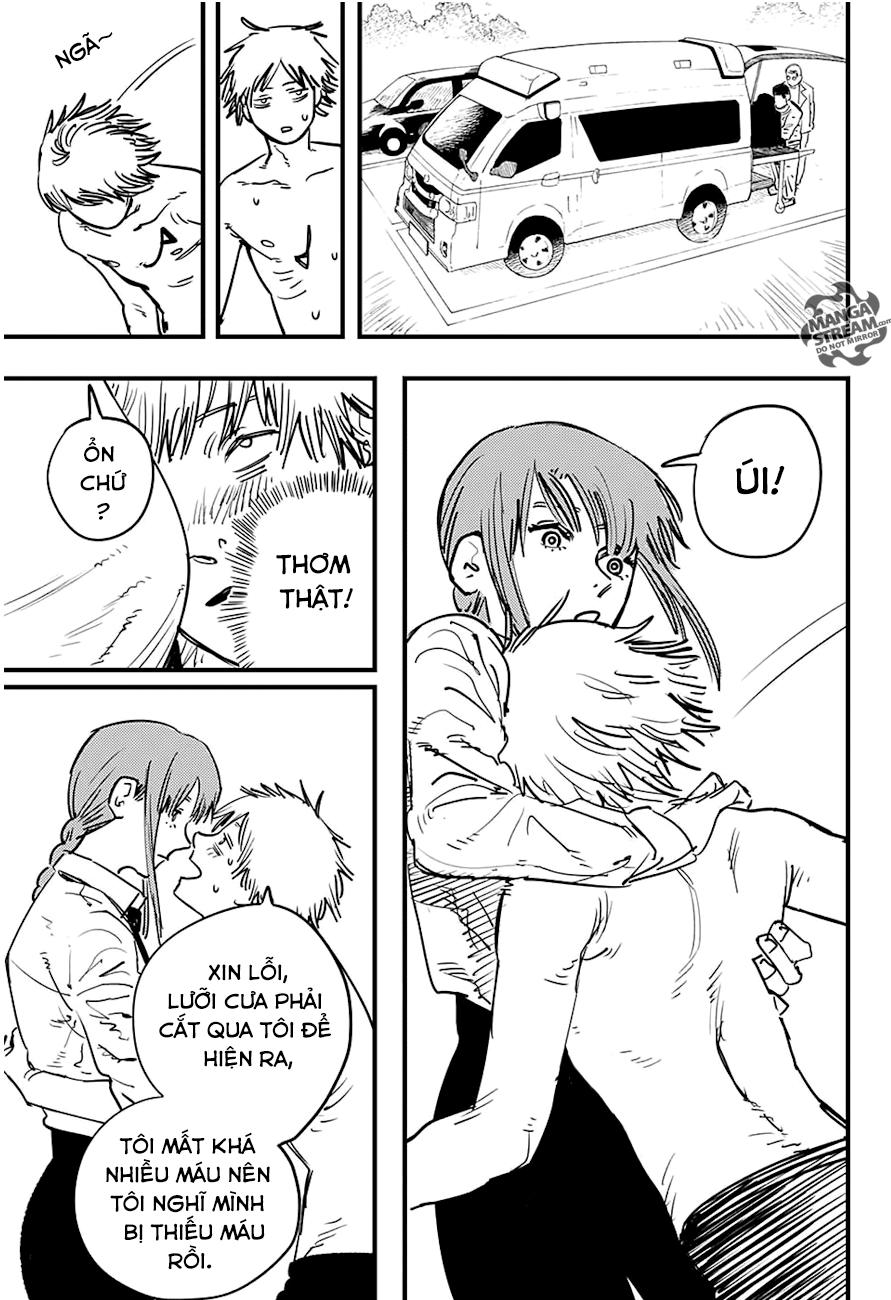 NGÃ~
MANGA
STREAM.com
DO NOT MIRROR
ÚI!
ỔN
CHỨ
?
THƠM
THẬT!
XIN LỖI,
LƯỠI CƯA PHẢI
CẮT QUA TÔI ĐỂ
HIỆN RA,
TÔI MẤT KHÁ
NHIỀU MÁU NÊN
TÔI NGHĨ MÌNH
BỊ THIẾU MÁU
RỒI.